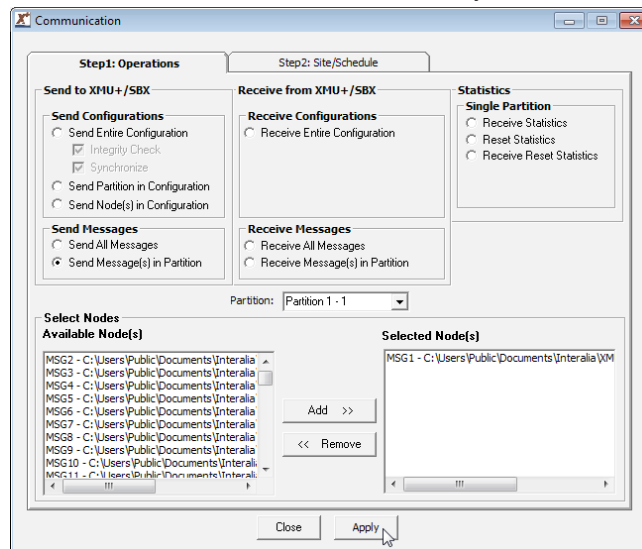 Communication
Step1: Operations
Step2: Site/Schedule
Send to XMU+/SBX
Send Configurations
Send Entire Configuration
Integrity Check
Synchronize
Send Partition in Configuration
Send Node(s) in Configuration
Send Messages
Send All Messages
Send Message(s) in Partition
Receive from XMU+/SBX
Receive Configurations
Receive Entire Configuration
Receive Messages
Receive All Messages
Receive Message(s) in Partition
Statistics
Single Partition
Receive Statistics
Reset Statistics
Receive Reset Statistics
Partition: Partition 1 - 1
Select Nodes
Available Node(s)
MSG2 - C:\Users\Public\Documents\Interalia
MSG3 - C:\Users\Public\Documents\Interalia
MSG4 - C:\Users\Public\Documents\Interalia
MSG5 - C:\Users\Public\Documents\Interalia
MSG6 - C:\Users\Public\Documents\Interalia
MSG7 - C:\Users\Public\Documents\Interalia
MSG8 - C:\Users\Public\Documents\Interalia
MSG9 - C:\Users\Public\Documents\Interalia
MSG10 - C:\Users\Public\Documents\Interali
MSG11 - C:\Users\Public\Documents\Interali
Add >>
<< Remove
Selected Node(s)
MSG1 - C:\Users\Public\Documents\Interalia\XM
Close
Apply